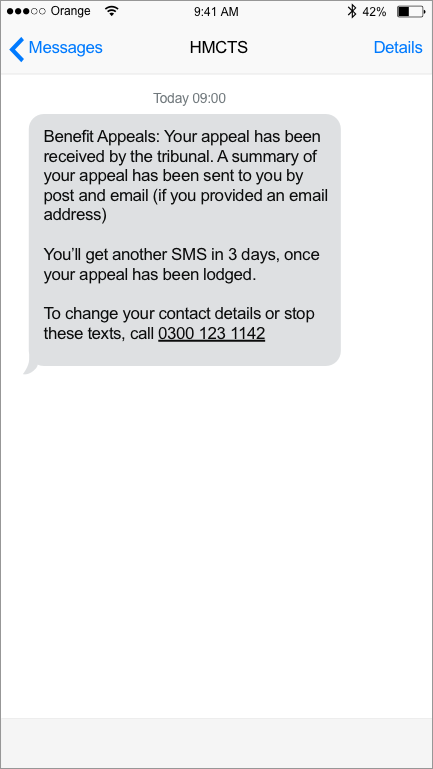 Orange 9:41 AM 42%
Messages HMCTS Details
Today 09:00
Benefit Appeals: Your appeal has been
received by the tribunal. A summary of
your appeal has been sent to you by
post and email (if you provided an email
address)
You’ll get another SMS in 3 days, once
your appeal has been lodged.
To change your contact details or stop
these texts, call 0300 123 1142